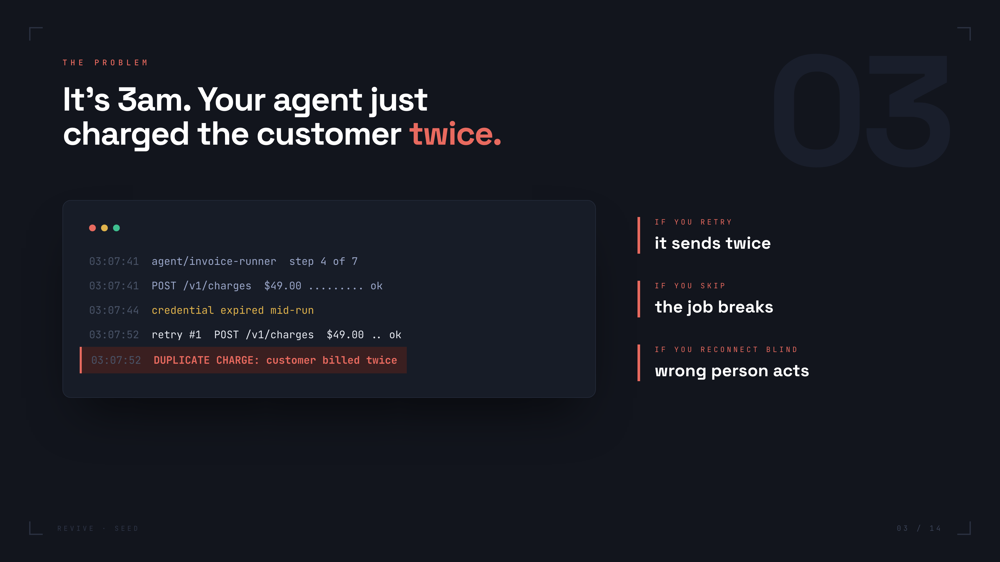 THE PROBLEM
03
It’s 3am. Your agent just
charged the customer twice.
03:07:41  agent/invoice-runner  step 4 of 7
03:07:41  POST /v1/charges  $49.00 ......... ok
03:07:44  credential expired mid-run
03:07:52  retry #1  POST /v1/charges  $49.00 .. ok
03:07:52  DUPLICATE CHARGE: customer billed twice
IF YOU RETRY
it sends twice
IF YOU SKIP
the job breaks
IF YOU RECONNECT BLIND
wrong person acts
REVIVE · SEED
03 / 14